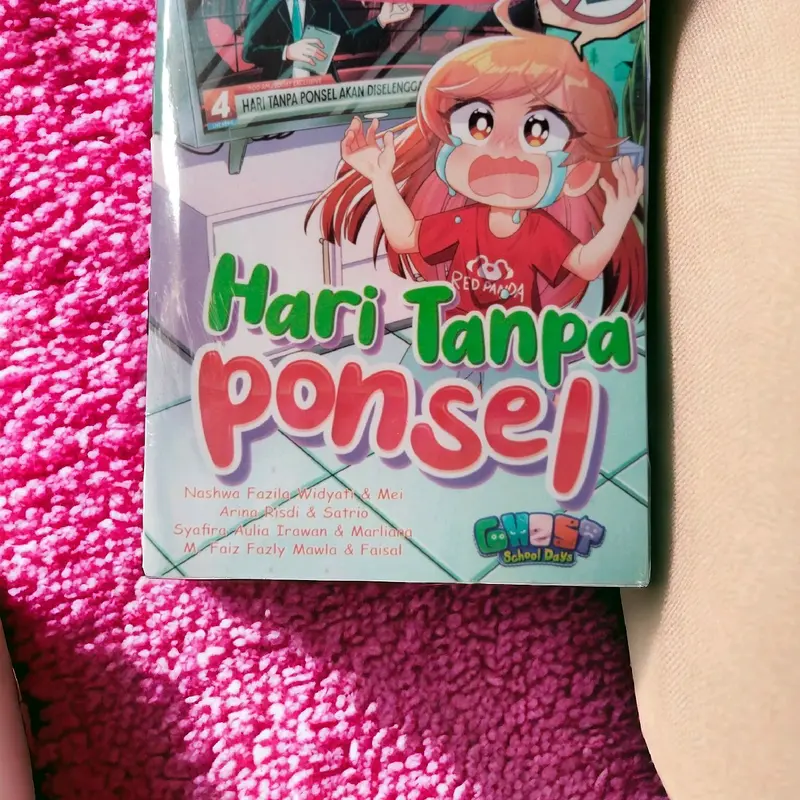 4
HARI TANPA PONSEL AKAN DISELENGGA
RED PANDA
Hari Tanpa
Ponsel
Nashwa Fazila Widyati & Mei
Arina Risdi & Satrio
Syafira Aulia Irawan & Marliana
M. Faiz Fazly Mawla & Faisal
GHOST
School Days